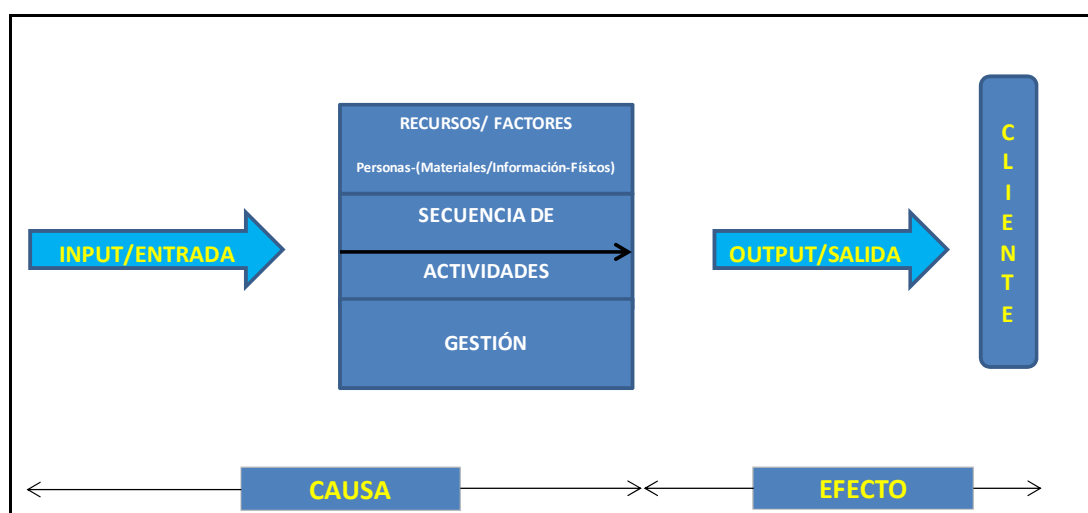 RECURSOS/ FACTORES
Personas-(Materiales/Información-Físicos)
SECUENCIA DE
ACTIVIDADES
GESTIÓN
INPUT/ENTRADA
OUTPUT/SALIDA
C
L
I
E
N
T
E
CAUSA
EFECTO